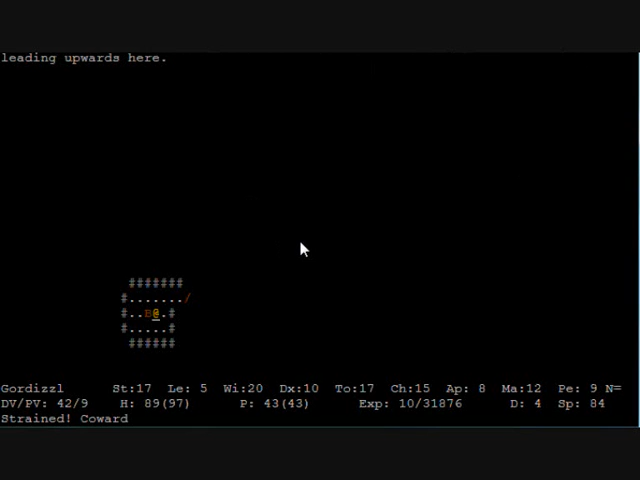 leading upwards here.
#######
#......./
#..B@.#
#.....#
######
Gordizzl St:17 Le: 5 Wi:20 Dx:10 To:17 Ch:15 Ap: 8 Ma:12 Pe: 9 N=
DV/PV: 42/9 H: 89(97) P: 43(43) Exp: 10/31876 D: 4 Sp: 84
Strained! Coward